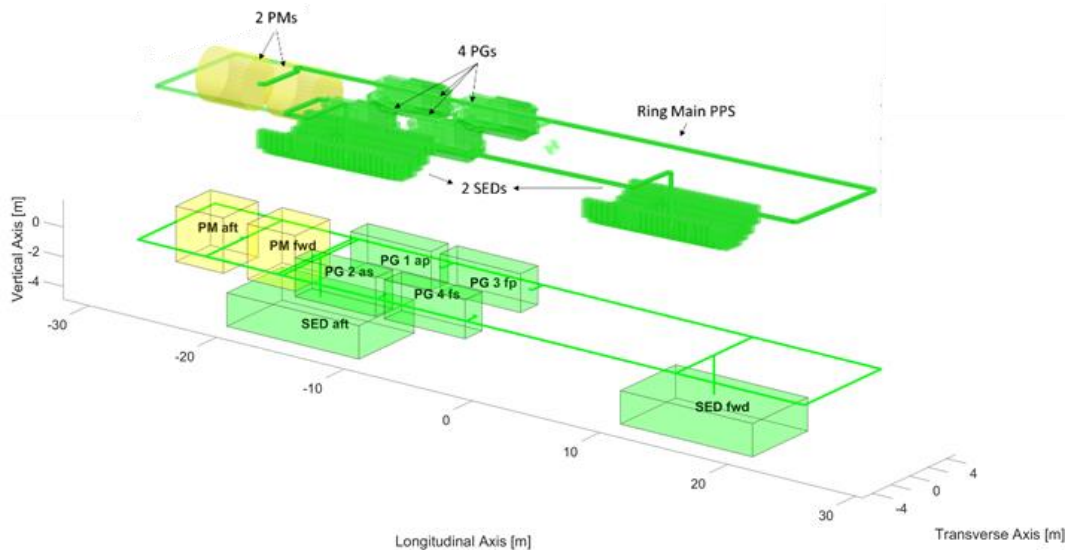 2 PMs
4 PGs
Ring Main PPS
2 SEDs
Vertical Axis [m]
0
-2
-4
PM aft
PM fwd
PG 1 ap
PG 2 as
PG 3 fp
PG 4 fs
SED aft
SED fwd
-30
-20
-10
0
10
20
30
4
0
-4
Longitudinal Axis [m]
Transverse Axis [m]